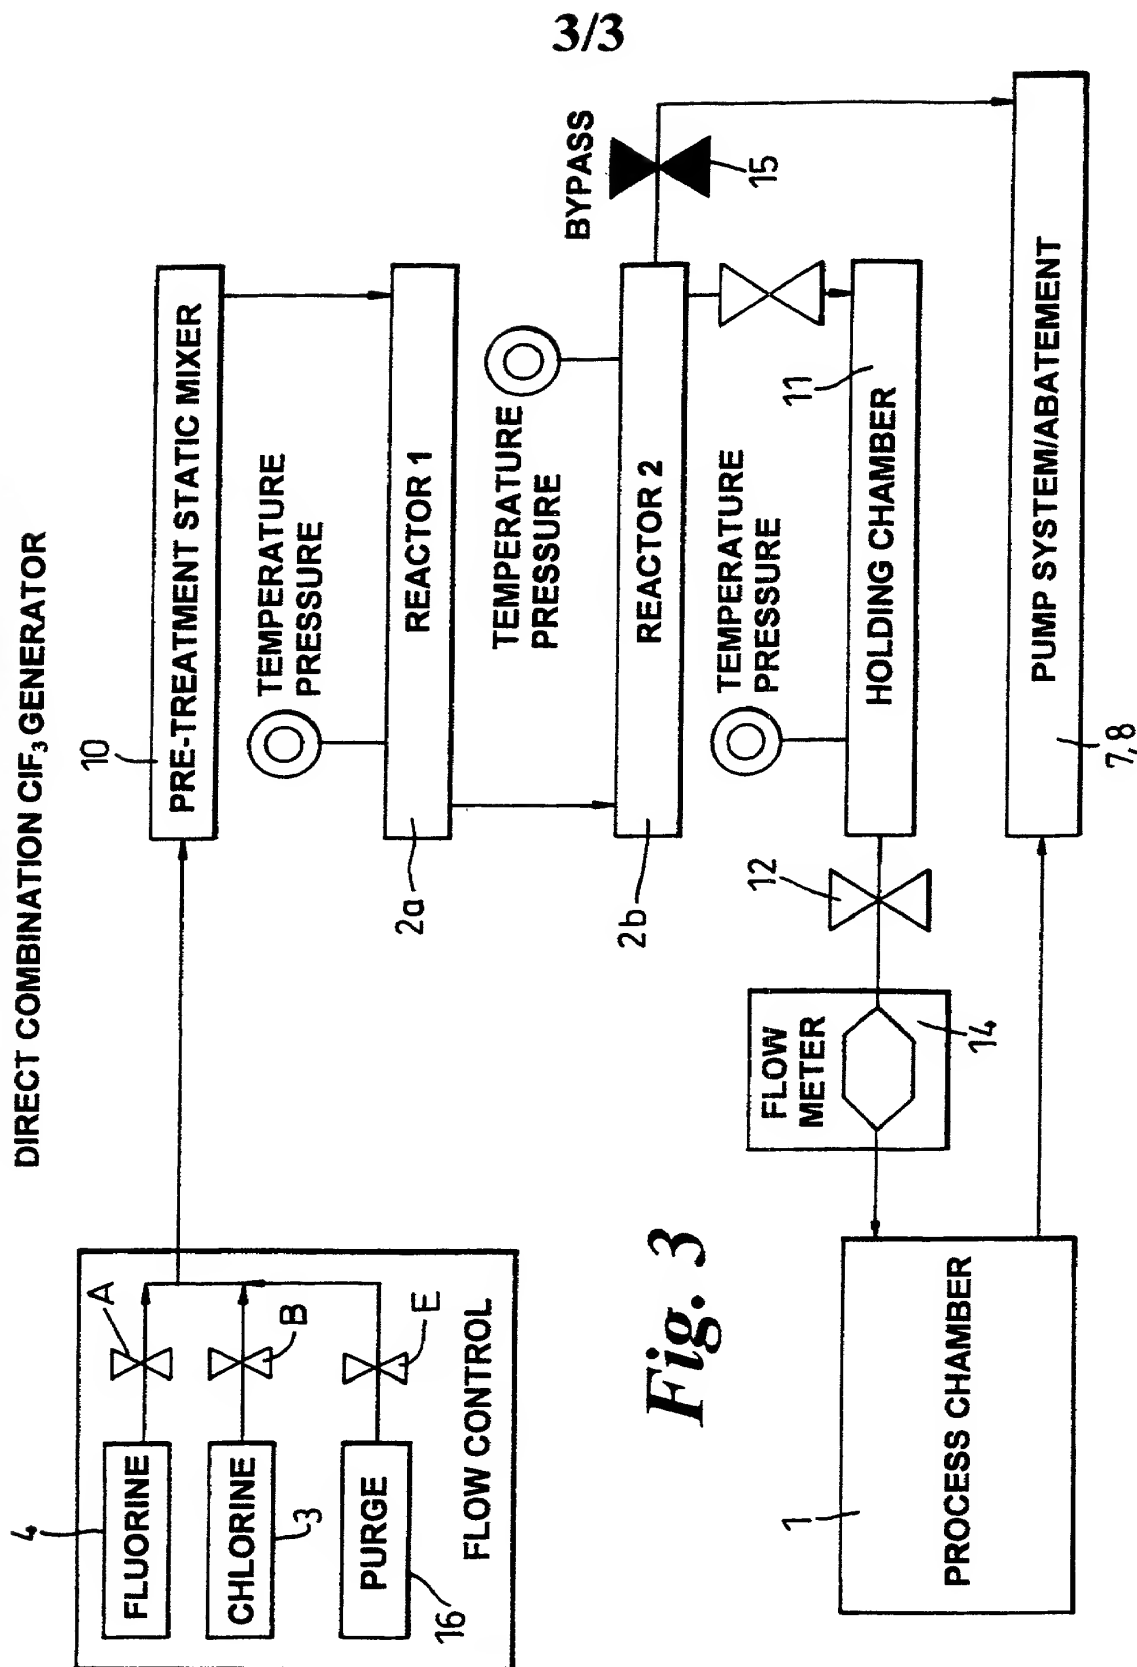 3/3
DIRECT COMBINATION ClF₃ GENERATOR
4
FLUORINE
A
CHLORINE
3
B
PURGE
16
E
FLOW CONTROL
10
PRE-TREATMENT STATIC MIXER
TEMPERATURE
PRESSURE
REACTOR 1
2a
TEMPERATURE
PRESSURE
REACTOR 2
2b
BYPASS
15
TEMPERATURE
PRESSURE
11
HOLDING CHAMBER
12
FLOW
METER
14
1
PROCESS CHAMBER
PUMP SYSTEM/ABATEMENT
7,8
Fig. 3